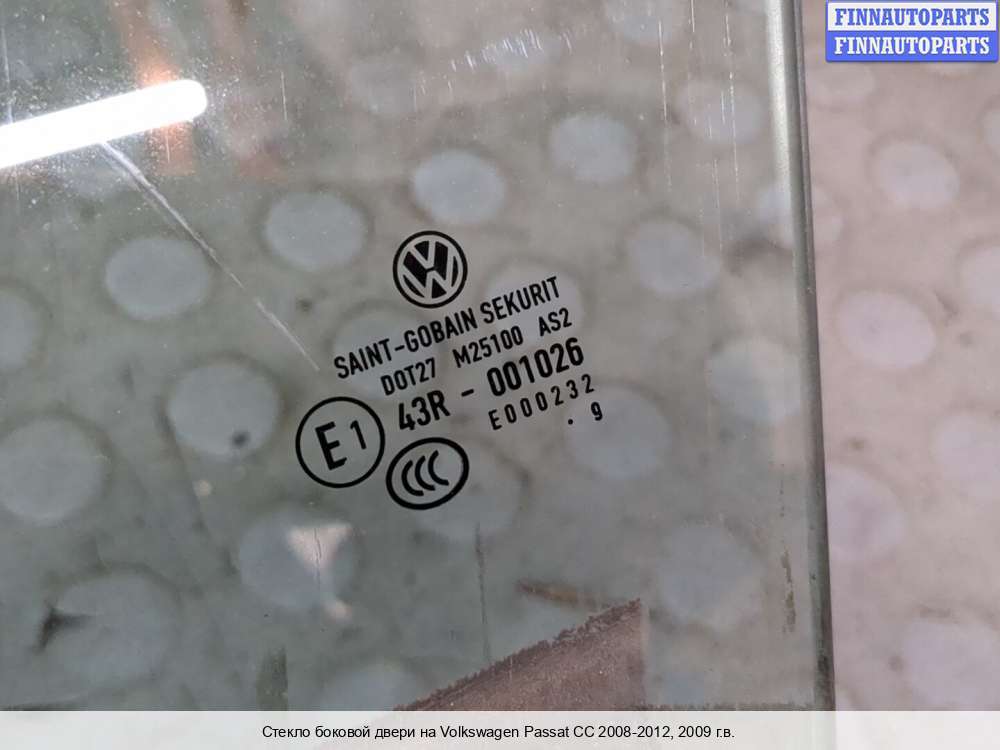 FINNAUTOPARTS
FINNAUTOPARTS
SAINT-GOBAIN SEKURIT
DOT27 M25100 AS2
43R - 001026
E000232
. 9
E1
CCC
Стекло боковой двери на Volkswagen Passat CC 2008-2012, 2009 г.в.